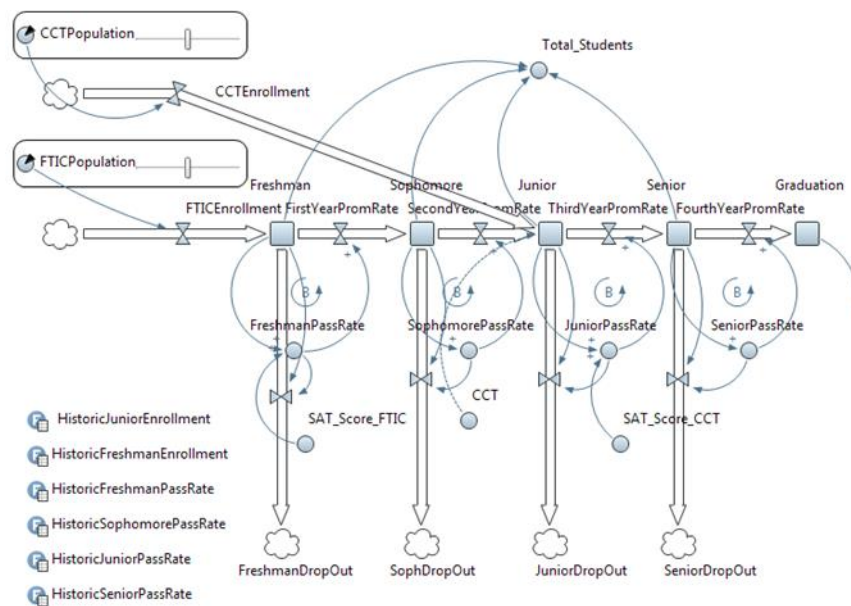 CCTPopulation
Total_Students
CCTEnrollment
FTICPopulation
Freshman
Sophomore
Junior
Senior
Graduation
FTICEnrollment
FirstYearPromRate
SecondYearPromRate
ThirdYearPromRate
FourthYearPromRate
B
B
B
B
FreshmanPassRate
SophomorePassRate
JuniorPassRate
SeniorPassRate
CCT
SAT_Score_FTIC
SAT_Score_CCT
HistoricJuniorEnrollment
HistoricFreshmanEnrollment
HistoricFreshmanPassRate
HistoricSophomorePassRate
HistoricJuniorPassRate
HistoricSeniorPassRate
FreshmanDropOut
SophDropOut
JuniorDropOut
SeniorDropOut